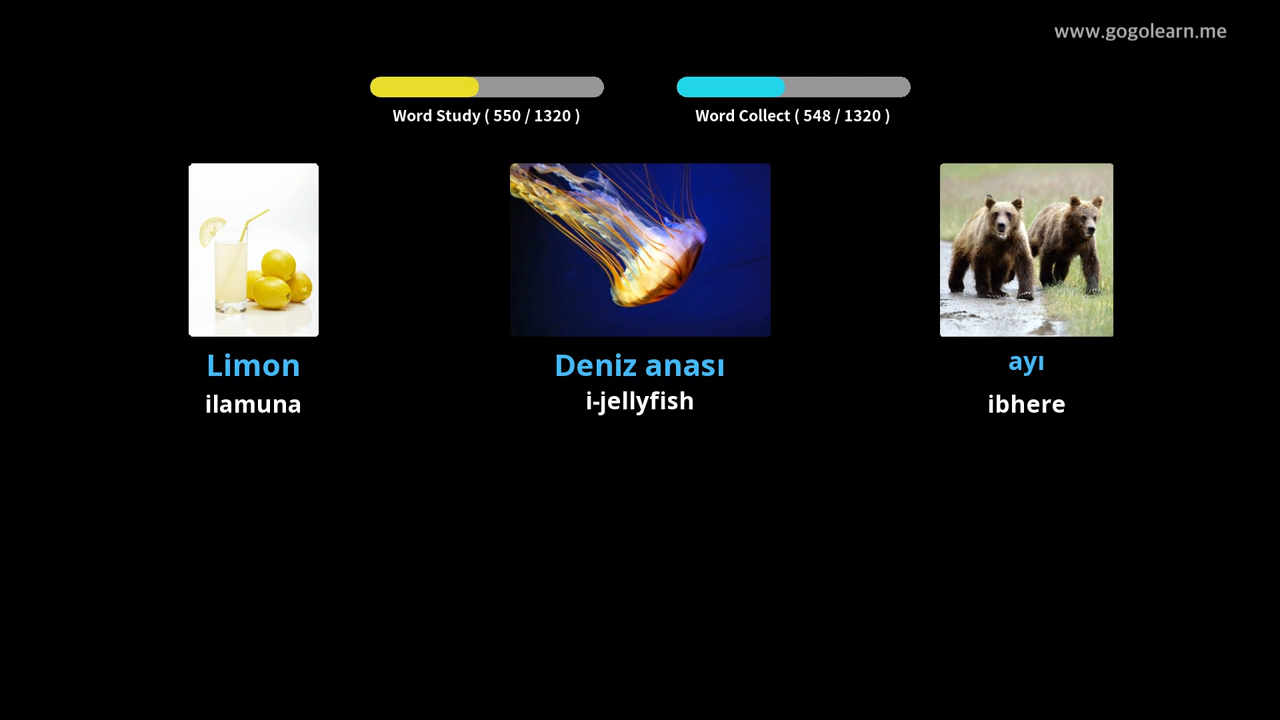 www.gogolearn.me
Word Study ( 550 / 1320 )
Word Collect ( 548 / 1320 )
Limon
ilamuna
Deniz anası
i-jellyfish
ayı
ibhere